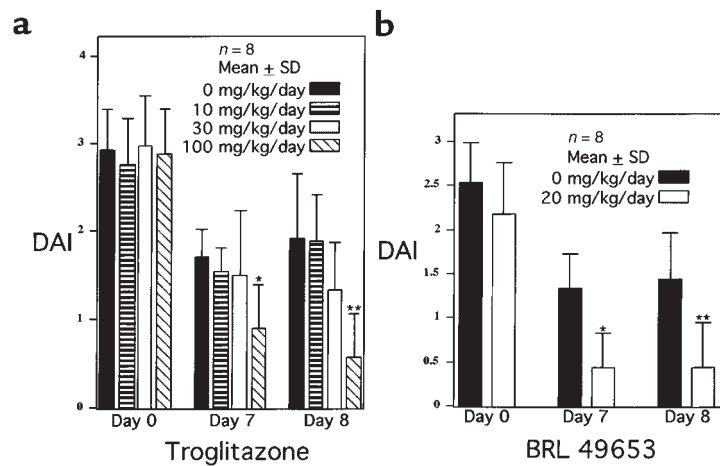 a
n = 8
Mean ± SD
0 mg/kg/day
10 mg/kg/day
30 mg/kg/day
100 mg/kg/day
DAI
4
3
2
1
0
*
**
Day 0 Day 7 Day 8
Troglitazone
b
n = 8
Mean ± SD
0 mg/kg/day
20 mg/kg/day
DAI
3
2.5
2
1.5
1
0.5
0
*
**
Day 0 Day 7 Day 8
BRL 49653